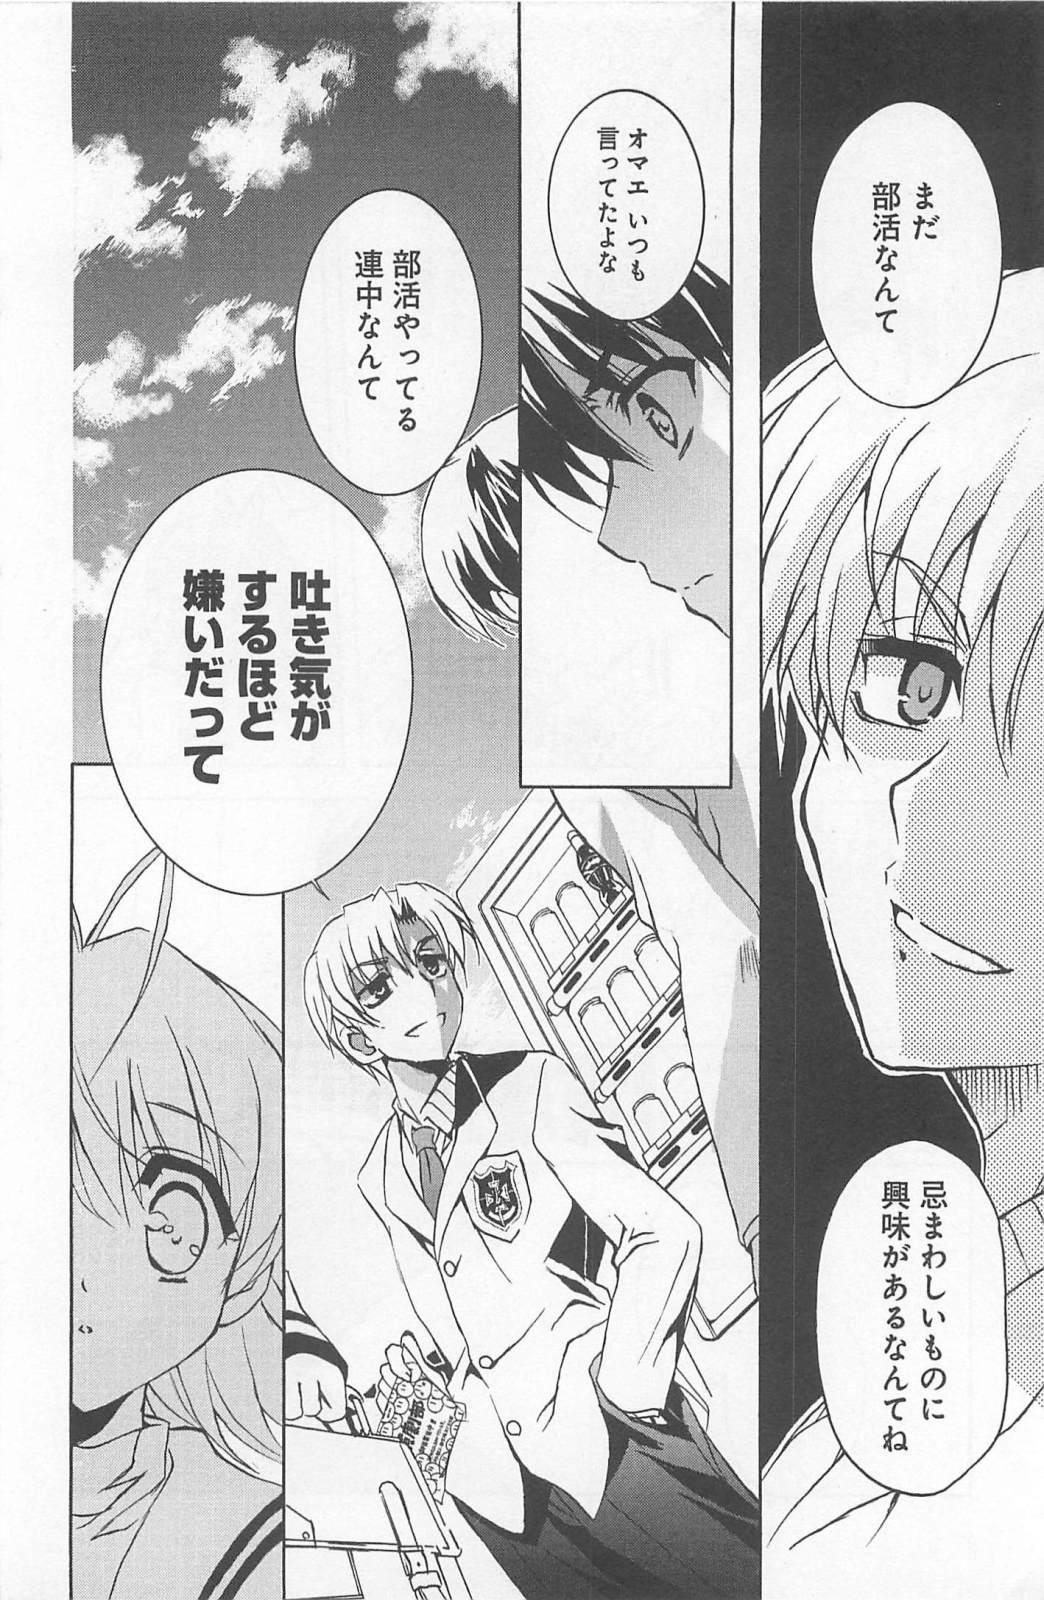 まだ
部活なんて
忌まわしいものに
興味があるなんてね
オマエ いつも
言ってたよな
部活やってる
連中なんて
吐き気が
するほど
嫌いだって
演劇部